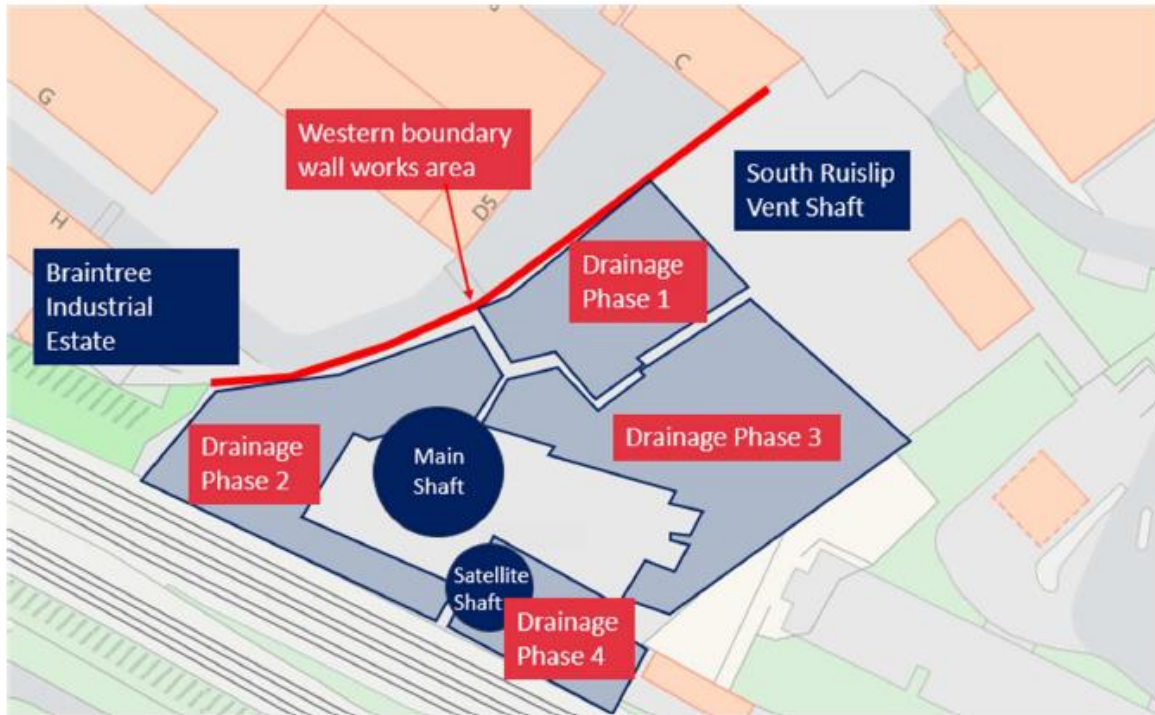 C
G
Western boundary
wall works area
South Ruislip
Vent Shaft
D5
H
Braintree
Industrial
Estate
Drainage
Phase 1
Drainage
Phase 2
Main
Shaft
Drainage Phase 3
Satellite
Shaft
Drainage
Phase 4